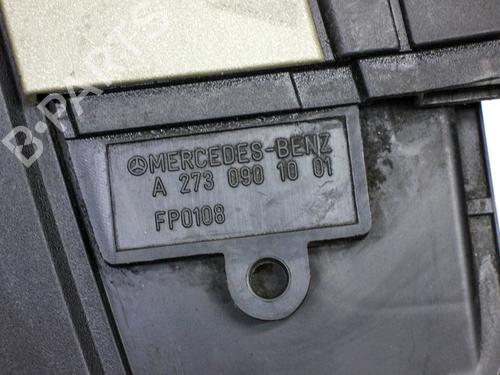 B-PARTS
MERCEDES-BENZ
A 273 090 10 01
FP0108